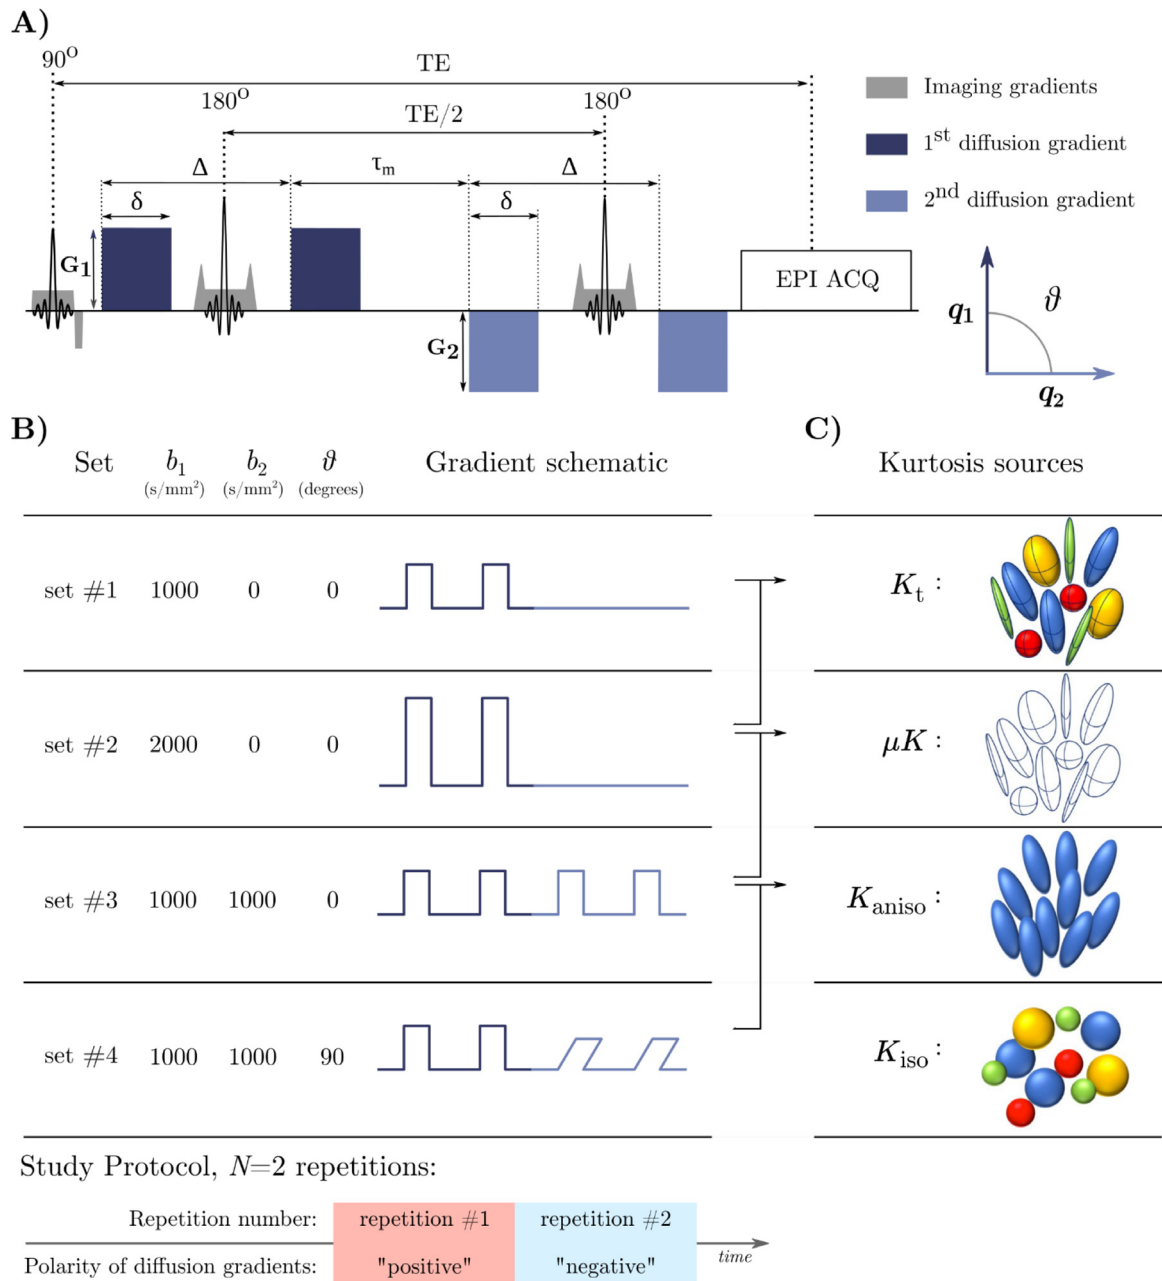 A)
90º
TE
180º
180º
TE/2
Δ
τm
Δ
δ
δ
G1
G2
EPI ACQ
Imaging gradients
1st diffusion gradient
2nd diffusion gradient
q1
ϑ
q2
B)
C)
Set b1 b2 ϑ Gradient schematic
(s/mm²) (s/mm²) (degrees)
Kurtosis sources
set #1 1000 0 0
Kt :
set #2 2000 0 0
μK :
set #3 1000 1000 0
Kaniso :
set #4 1000 1000 90
Kiso :
Study Protocol, N=2 repetitions:
Repetition number: repetition #1 repetition #2
time
Polarity of diffusion gradients: "positive" "negative"